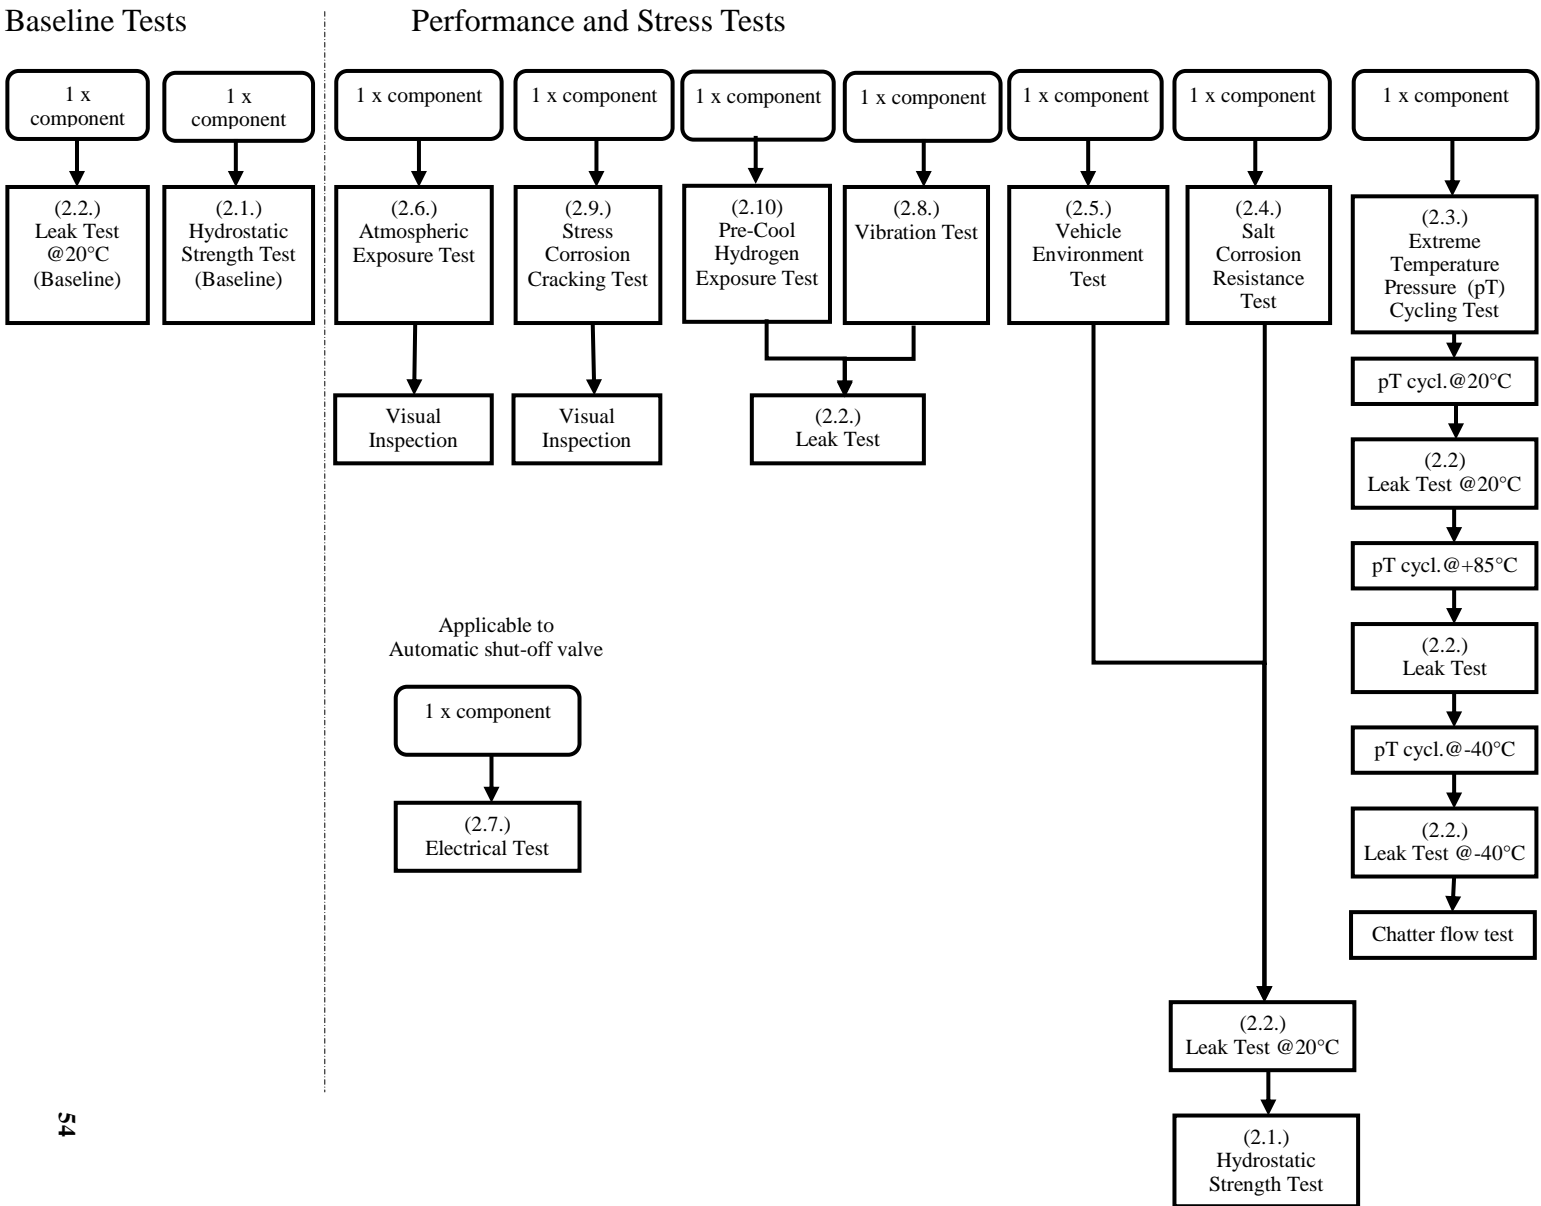 Baseline Tests
Performance and Stress Tests
1 x
component
1 x
component
1 x component
1 x component
1 x component
1 x component
1 x component
1 x component
1 x component
(2.2.)
Leak Test
@20°C
(Baseline)
(2.1.)
Hydrostatic
Strength Test
(Baseline)
(2.6.)
Atmospheric
Exposure Test
(2.9.)
Stress
Corrosion
Cracking Test
(2.10)
Pre-Cool
Hydrogen
Exposure Test
(2.8.)
Vibration Test
(2.5.)
Vehicle
Environment
Test
(2.4.)
Salt
Corrosion
Resistance
Test
(2.3.)
Extreme
Temperature
Pressure (pT)
Cycling Test
Visual
Inspection
Visual
Inspection
(2.2.)
Leak Test
pT cycl.@20°C
(2.2)
Leak Test @20°C
pT cycl.@+85°C
(2.2.)
Leak Test
pT cycl.@-40°C
(2.2.)
Leak Test @-40°C
Chatter flow test
Applicable to
Automatic shut-off valve
1 x component
(2.7.)
Electrical Test
(2.2.)
Leak Test @20°C
(2.1.)
Hydrostatic
Strength Test
54